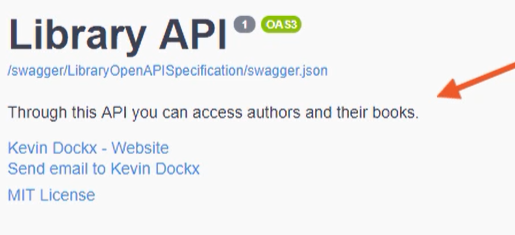 Library API 1 OAS3
/swagger/LibraryOpenAPISpecification/swagger.json
Through this API you can access authors and their books.
Kevin Dockx - Website
Send email to Kevin Dockx
MIT License